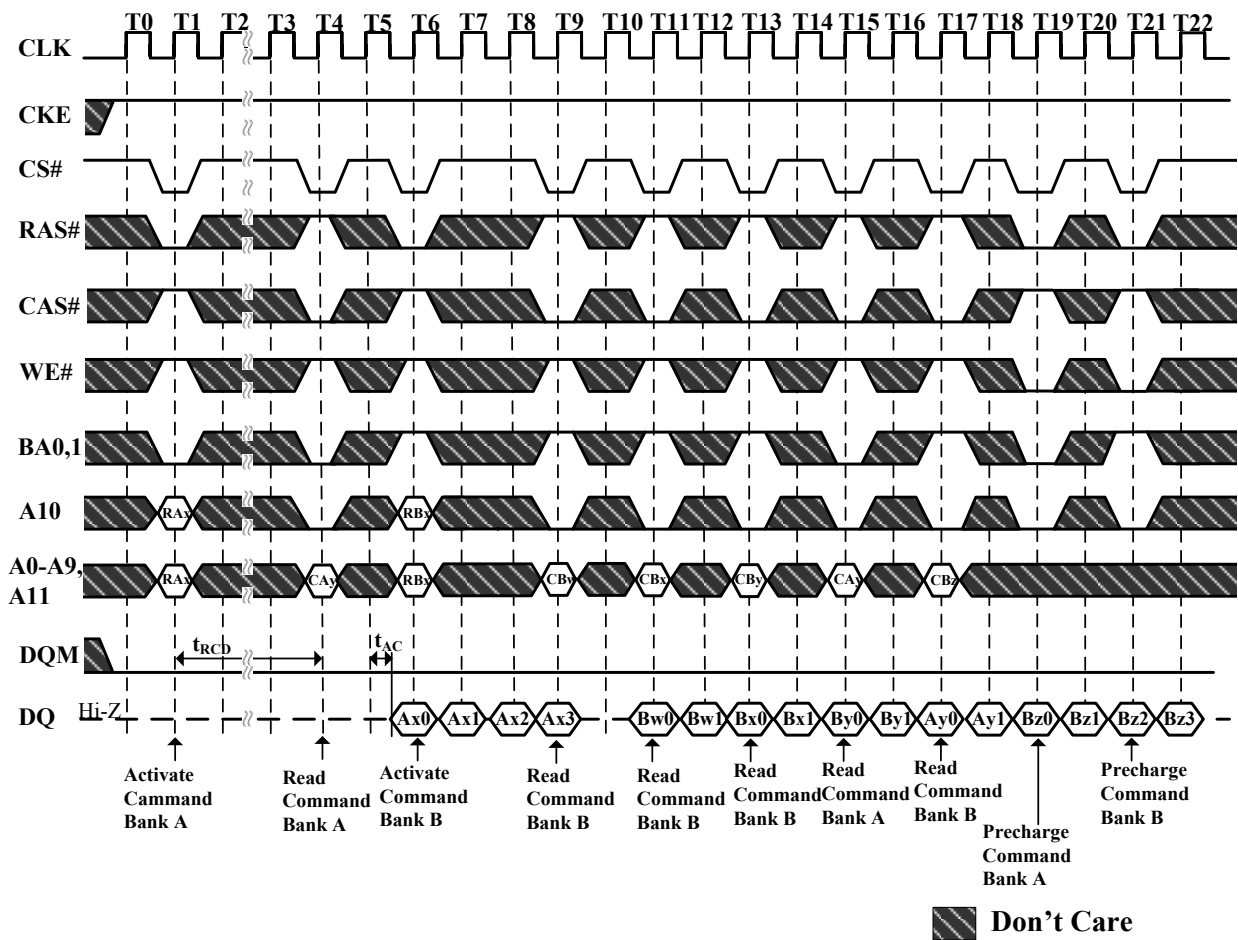 T0 T1 T2 T3 T4 T5 T6 T7 T8 T9 T10 T11 T12 T13 T14 T15 T16 T17 T18 T19 T20 T21 T22
CLK
CKE
CS#
RAS#
CAS#
WE#
BA0,1
A10 RAx RBx
A0-A9,
A11
RAx CAy RBx CBw CBx CBy CAy CBz
DQM
tRCD tAC
DQ Hi-Z Ax0 Ax1 Ax2 Ax3 Bw0 Bw1 Bx0 Bx1 By0 By1 Ay0 Ay1 Bz0 Bz1 Bz2 Bz3
Activate
Cammand
Bank A
Read
Command
Bank A
Activate
Command
Bank B
Read
Command
Bank B
Read
Command
Bank B
Read
Command
Bank B
Read
Command
Bank A
Read
Command
Bank B
Precharge
Command
Bank A
Precharge
Command
Bank B
Don't Care